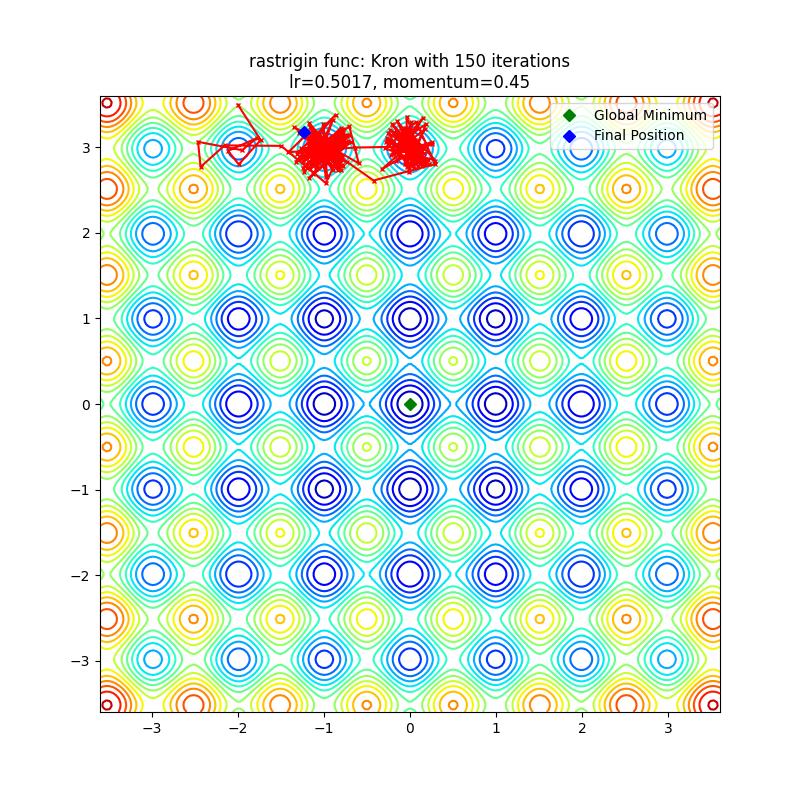 rastrigin func: Kron with 150 iterations
lr=0.5017, momentum=0.45
Global Minimum
Final Position
3
2
1
0
−1
−2
−3
−3 −2 −1 0 1 2 3